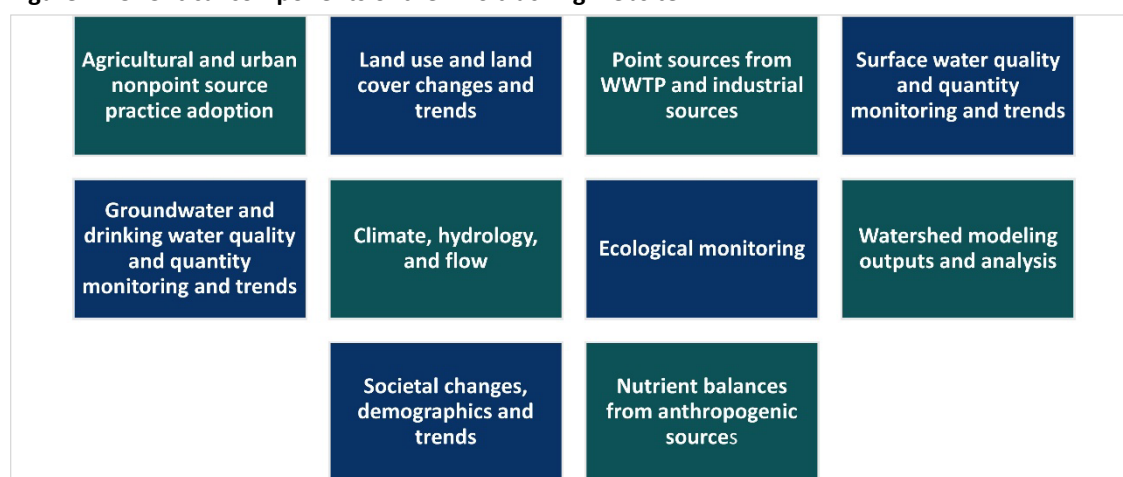 Agricultural and urban
nonpoint source
practice adoption
Land use and land
cover changes and
trends
Point sources from
WWTP and industrial
sources
Surface water quality
and quantity
monitoring and trends
Groundwater and
drinking water quality
and quantity
monitoring and trends
Climate, hydrology,
and flow
Ecological monitoring
Watershed modeling
outputs and analysis
Societal changes,
demographics and
trends
Nutrient balances
from anthropogenic
sources